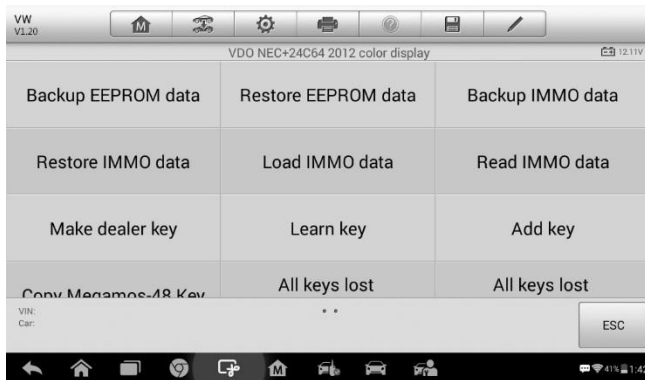 VW
V1.20
VDO NEC+24C64 2012 color display
12.11V
Backup EEPROM data
Restore EEPROM data
Backup IMMO data
Restore IMMO data
Load IMMO data
Read IMMO data
Make dealer key
Learn key
Add key
Copy Megamos-48 Key
All keys lost
All keys lost
VIN:
Car:
ESC
41%
1:42